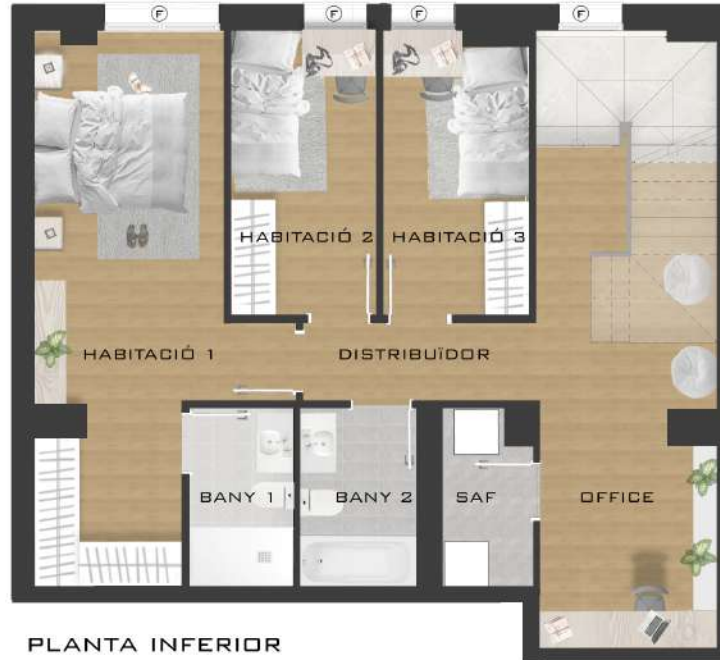 F F F F
HABITACIÓ 2 HABITACIÓ 3
HABITACIÓ 1 DISTRIBUÏDOR
BANY 1 BANY 2 SAF OFFICE
PLANTA INFERIOR